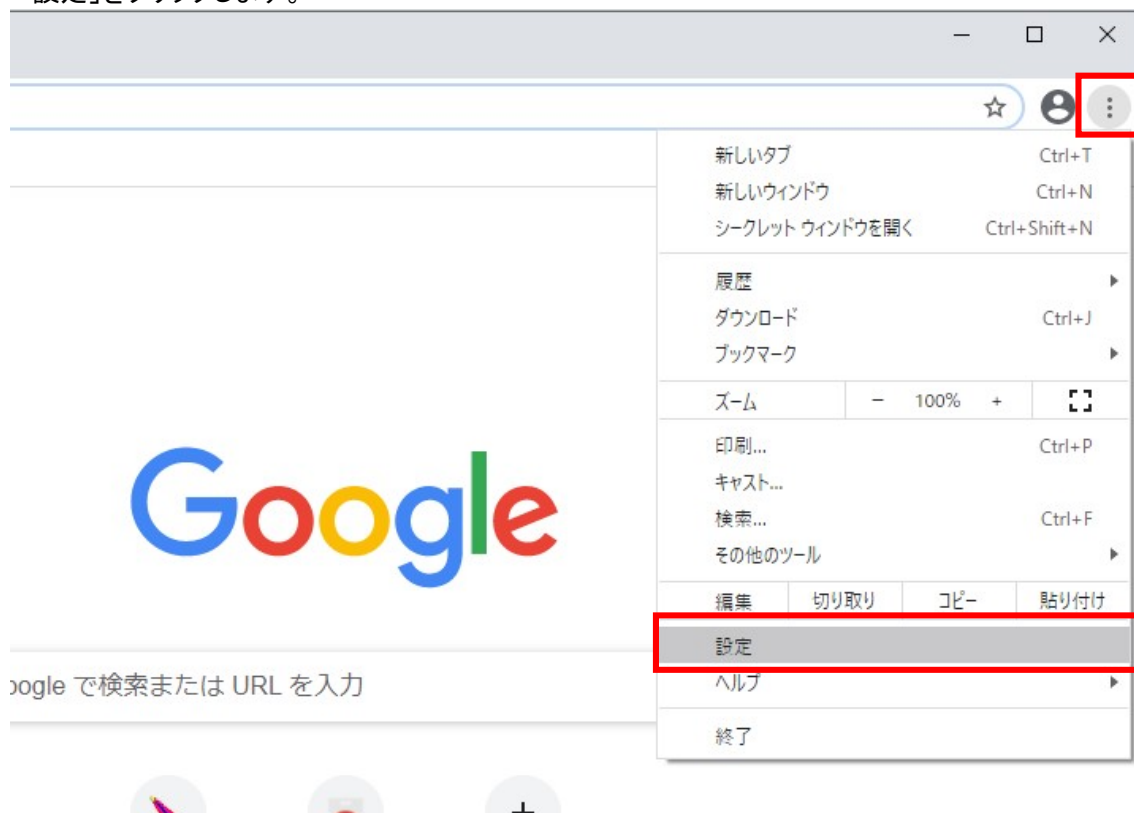 設定」をクリックします。
新しいタブ Ctrl+T
新しいウィンドウ Ctrl+N
シークレット ウィンドウを開く Ctrl+Shift+N
履歴
ダウンロード Ctrl+J
ブックマーク
ズーム - 100% +
印刷... Ctrl+P
キャスト...
検索... Ctrl+F
その他のツール
編集 切り取り コピー 貼り付け
設定
ヘルプ
終了
Google
oogle で検索または URL を入力